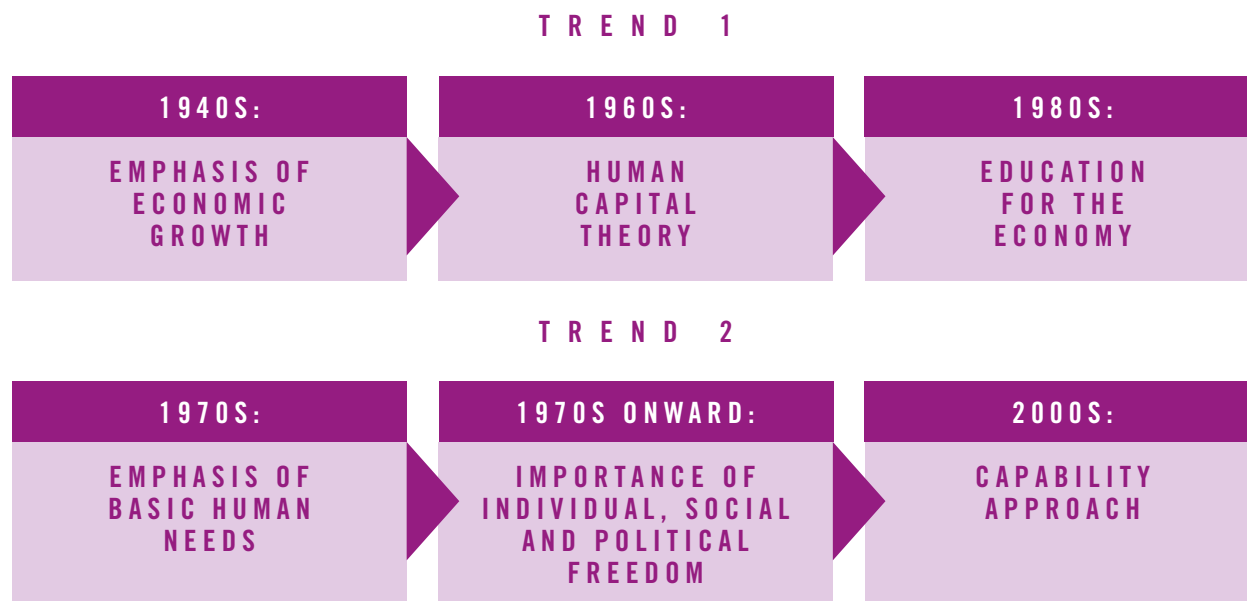 TREND 1
1940S:
1960S:
1980S:
EMPHASIS OF
ECONOMIC
GROWTH
HUMAN
CAPITAL
THEORY
EDUCATION
FOR THE
ECONOMY
TREND 2
1970S:
1970S ONWARD:
2000S:
EMPHASIS OF
BASIC HUMAN
NEEDS
IMPORTANCE OF
INDIVIDUAL, SOCIAL
AND POLITICAL
FREEDOM
CAPABILITY
APPROACH